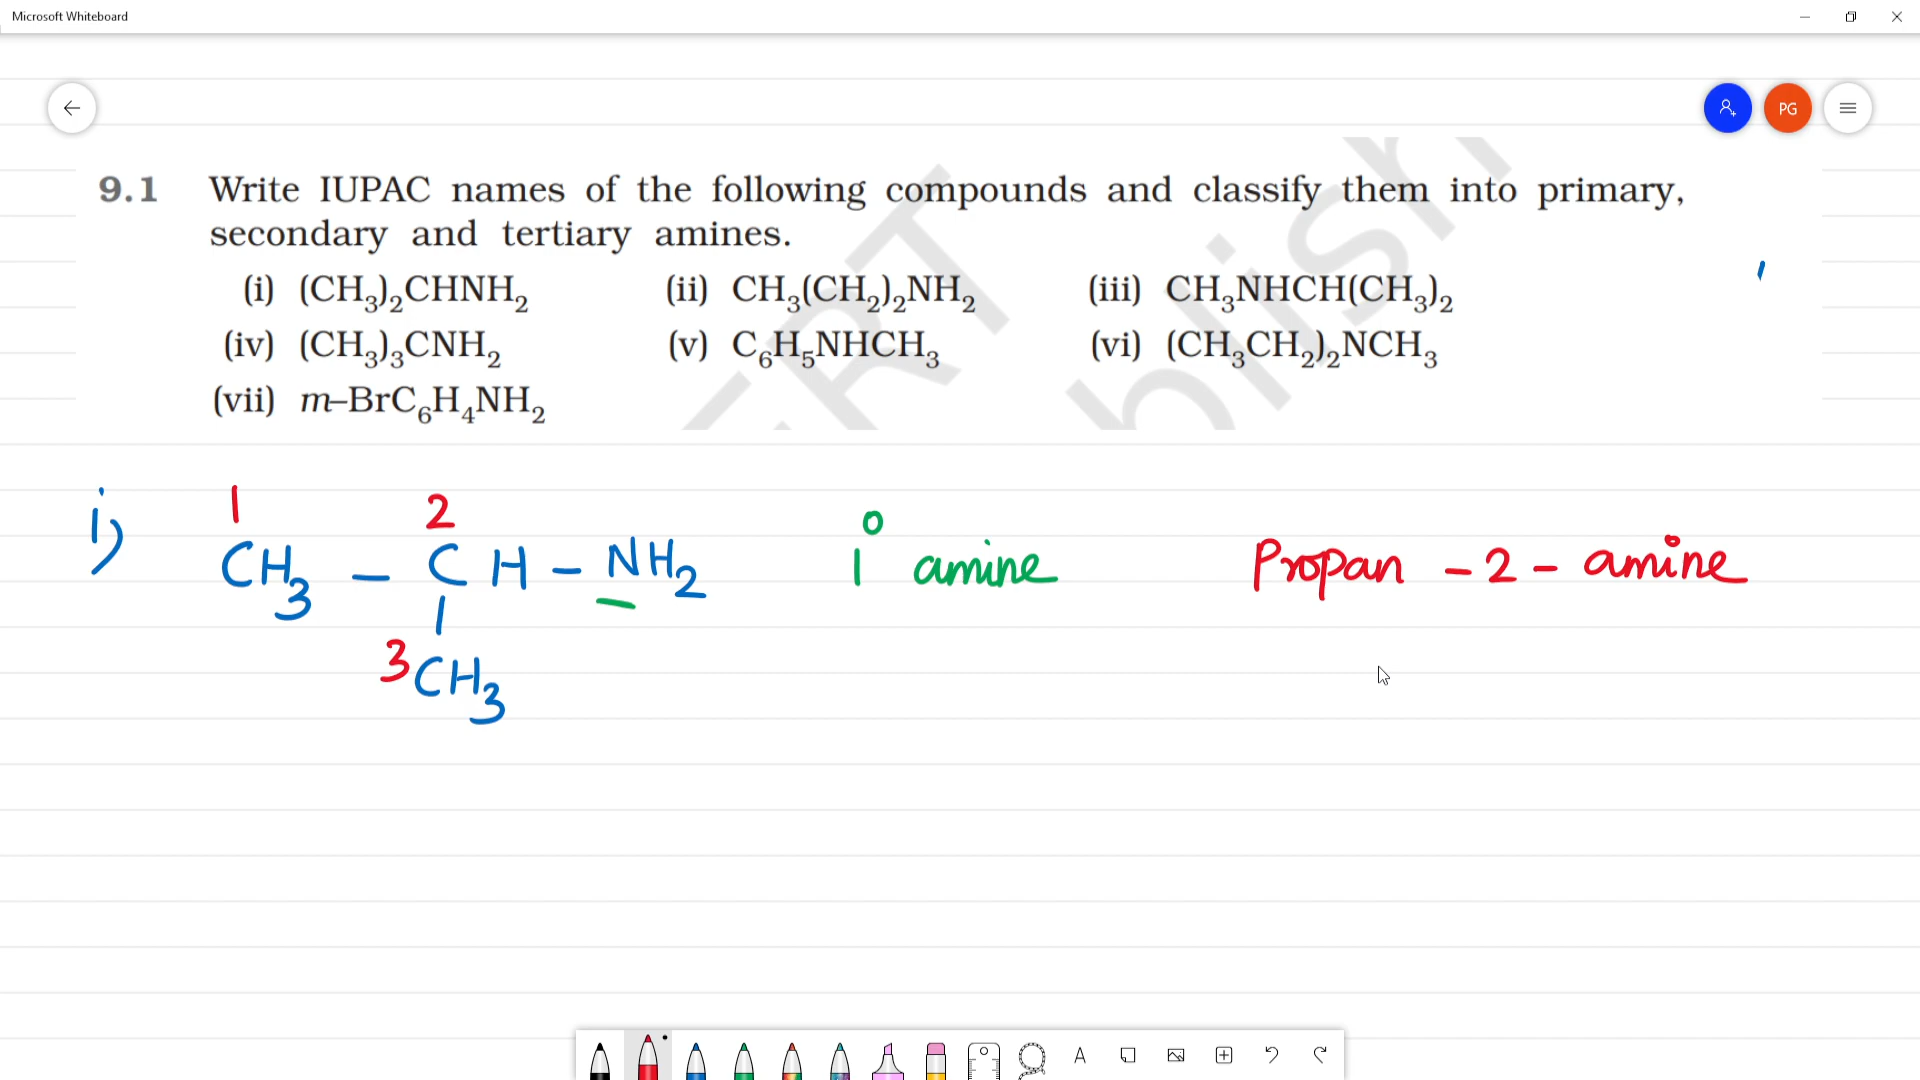 Microsoft Whiteboard
PG
9.1 Write IUPAC names of the following compounds and classify them into primary,
secondary and tertiary amines.
(i) (CH₃)₂CHNH₂ (ii) CH₃(CH₂)₂NH₂ (iii) CH₃NHCH(CH₃)₂
(iv) (CH₃)₃CNH₂ (v) C₆H₅NHCH₃ (vi) (CH₃CH₂)₂NCH₃
(vii) m–BrC₆H₄NH₂
1 2
i) CH₃ – CH – NH₂ 1° amine Propan - 2 - amine
3 CH₃
A